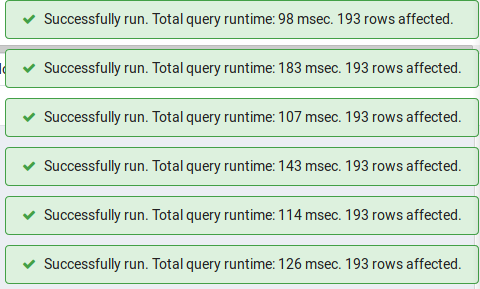 Successfully run. Total query runtime: 98 msec. 193 rows affected.
Successfully run. Total query runtime: 183 msec. 193 rows affected.
Successfully run. Total query runtime: 107 msec. 193 rows affected.
Successfully run. Total query runtime: 143 msec. 193 rows affected.
Successfully run. Total query runtime: 114 msec. 193 rows affected.
Successfully run. Total query runtime: 126 msec. 193 rows affected.